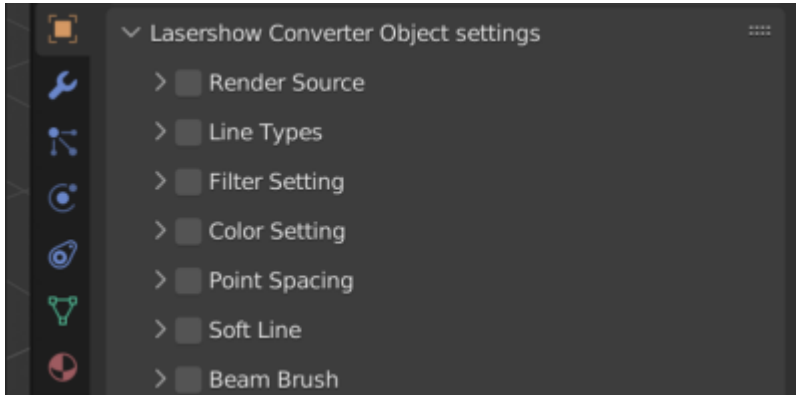 Lasershow Converter Object settings
Render Source
Line Types
Filter Setting
Color Setting
Point Spacing
Soft Line
Beam Brush